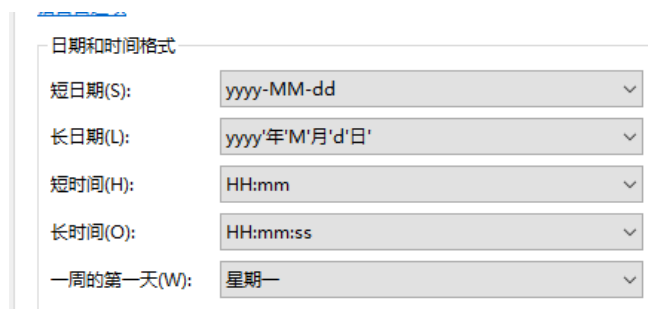 日期和时间格式
短日期(S): yyyy-MM-dd
长日期(L): yyyy'年'M'月'd'日'
短时间(H): HH:mm
长时间(O): HH:mm:ss
一周的第一天(W): 星期一